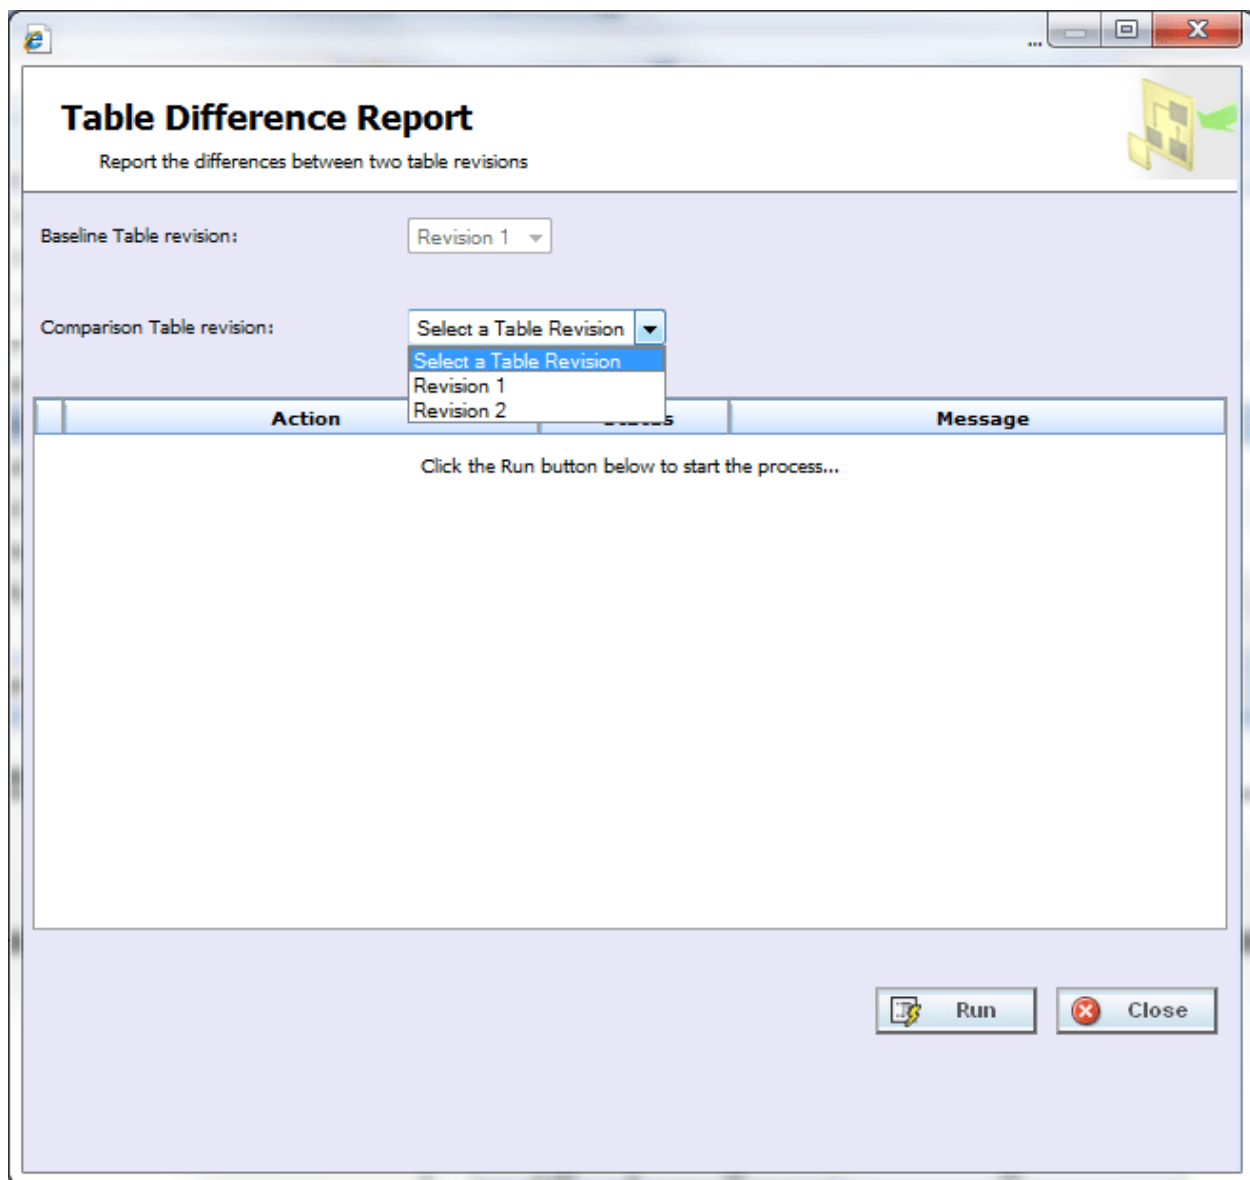 ...
Table Difference Report
Report the differences between two table revisions
Baseline Table revision: Revision 1
Comparison Table revision: Select a Table Revision
Select a Table Revision
Revision 1
Revision 2
Action Message
Click the Run button below to start the process...
Run Close